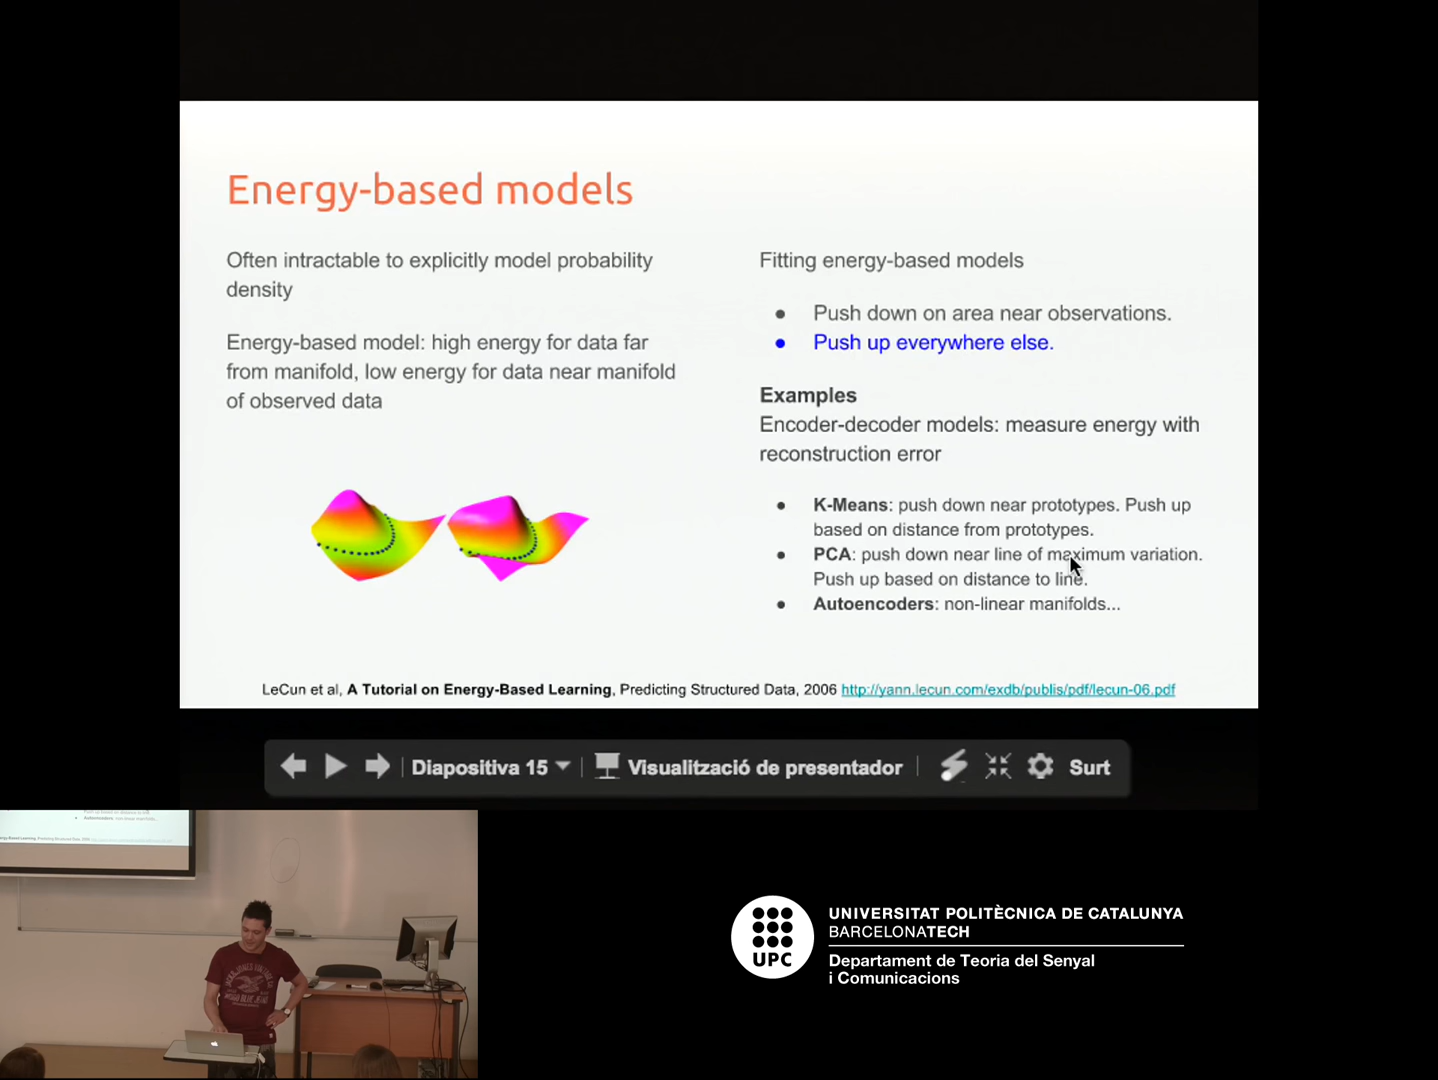 Energy-based models
Often intractable to explicitly model probability
density
Energy-based model: high energy for data far
from manifold, low energy for data near manifold
of observed data
Fitting energy-based models
● Push down on area near observations.
● Push up everywhere else.
Examples
Encoder-decoder models: measure energy with
reconstruction error
● K-Means: push down near prototypes. Push up
based on distance from prototypes.
● PCA: push down near line of maximum variation.
Push up based on distance to line.
● Autoencoders: non-linear manifolds...
LeCun et al, A Tutorial on Energy-Based Learning, Predicting Structured Data, 2006 http://yann.lecun.com/exdb/publis/pdf/lecun-06.pdf
Diapositiva 15
Visualització de presentador
Surt
UPC
UNIVERSITAT POLITÈCNICA DE CATALUNYA
BARCELONATECH
Departament de Teoria del Senyal
i Comunicacions